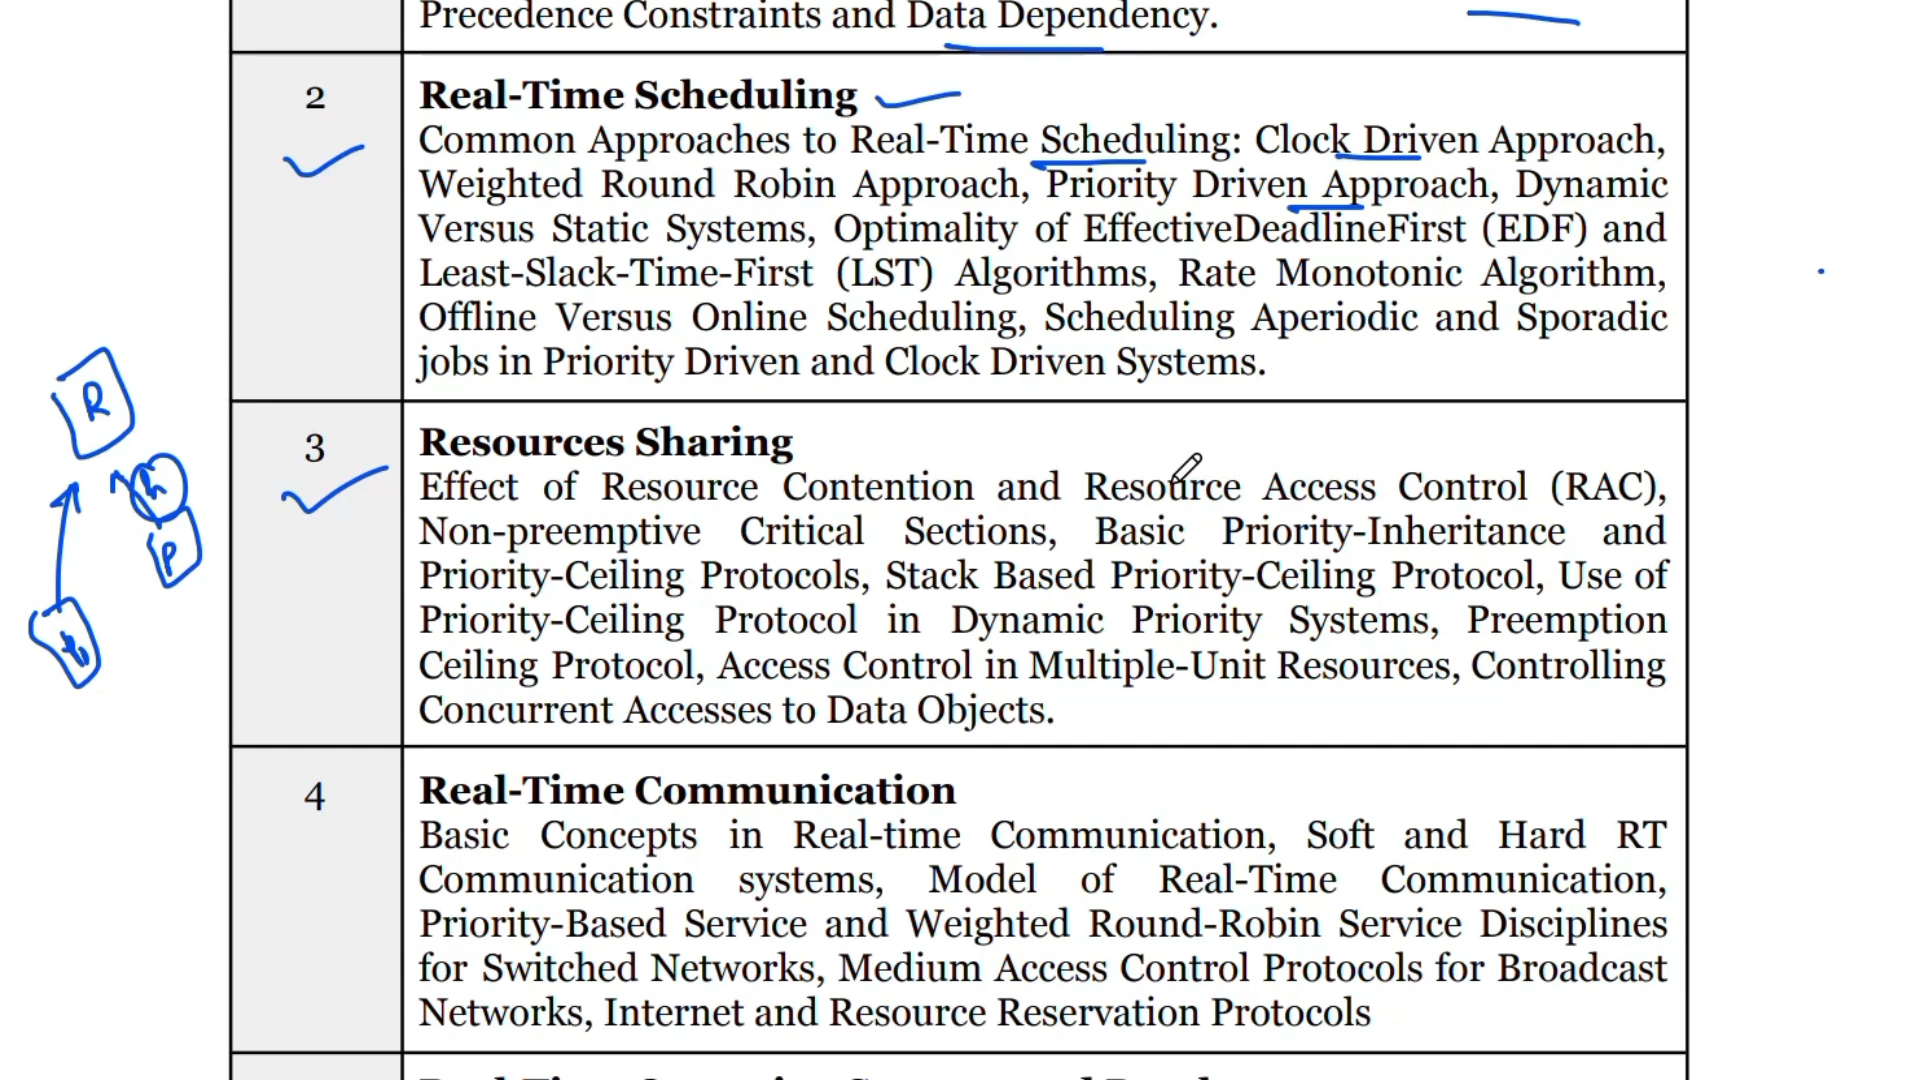 Precedence Constraints and Data Dependency.
2
Real-Time Scheduling
Common Approaches to Real-Time Scheduling: Clock Driven Approach,
Weighted Round Robin Approach, Priority Driven Approach, Dynamic
Versus Static Systems, Optimality of EffectiveDeadlineFirst (EDF) and
Least-Slack-Time-First (LST) Algorithms, Rate Monotonic Algorithm,
Offline Versus Online Scheduling, Scheduling Aperiodic and Sporadic
jobs in Priority Driven and Clock Driven Systems.
R
P
3
Resources Sharing
Effect of Resource Contention and Resource Access Control (RAC),
Non-preemptive Critical Sections, Basic Priority-Inheritance and
Priority-Ceiling Protocols, Stack Based Priority-Ceiling Protocol, Use of
Priority-Ceiling Protocol in Dynamic Priority Systems, Preemption
Ceiling Protocol, Access Control in Multiple-Unit Resources, Controlling
Concurrent Accesses to Data Objects.
4
Real-Time Communication
Basic Concepts in Real-time Communication, Soft and Hard RT
Communication systems, Model of Real-Time Communication,
Priority-Based Service and Weighted Round-Robin Service Disciplines
for Switched Networks, Medium Access Control Protocols for Broadcast
Networks, Internet and Resource Reservation Protocols